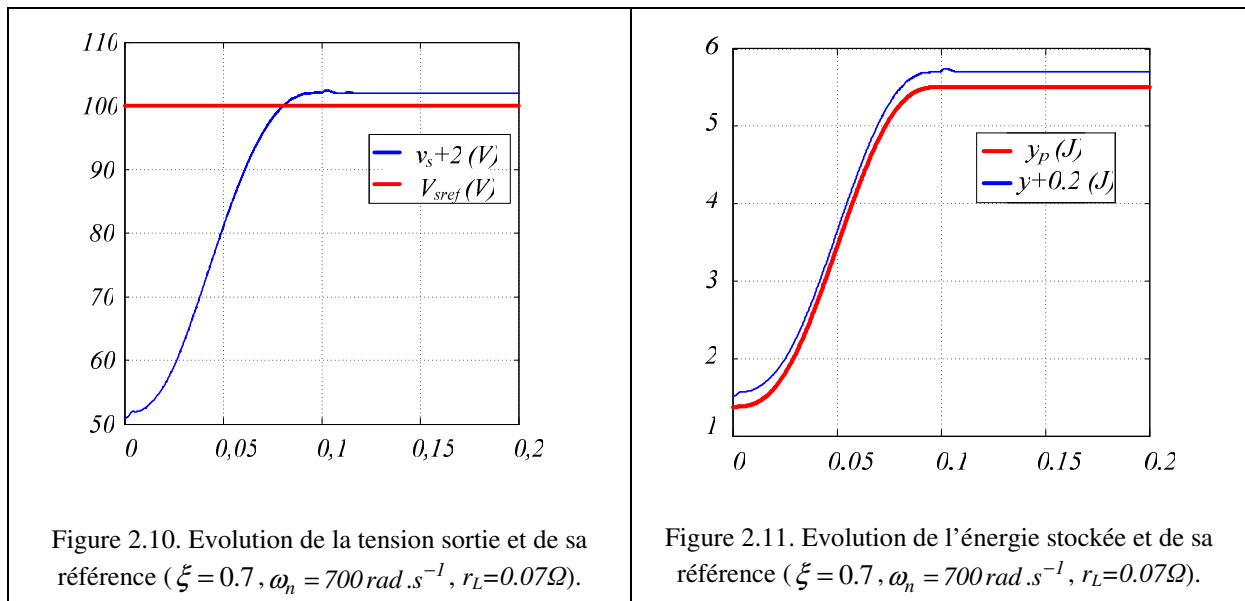 110
100
90
80
70
60
50
0
0,05
0,1
0,15
0,2
v_s+2 (V)
V_sref (V)
Figure 2.10. Evolution de la tension sortie et de sa
référence ( ξ = 0.7 , ω_n = 700 rad .s^−1 , r_L=0.07Ω).
6
5
4
3
2
1
0
0.05
0.1
0.15
0.2
y_p (J)
y+0.2 (J)
Figure 2.11. Evolution de l’énergie stockée et de sa
référence ( ξ = 0.7 , ω_n = 700 rad .s^−1 , r_L=0.07Ω).